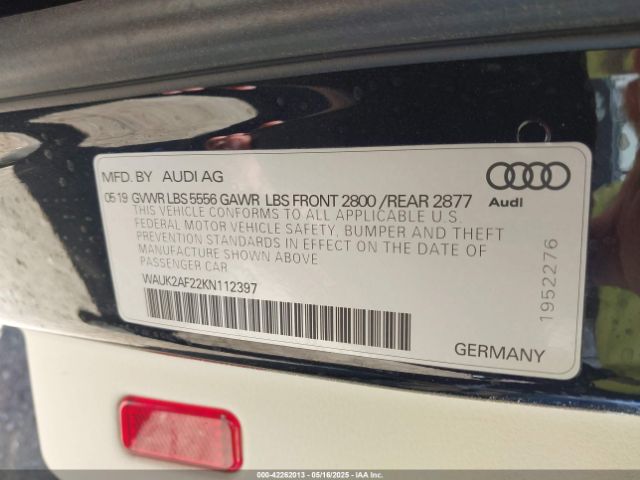 MFD. BY AUDI AG
05 19 GVWR LBS 5556 GAWR LBS FRONT 2800 /REAR 2877
THIS VEHICLE CONFORMS TO ALL APPLICABLE U.S.
FEDERAL MOTOR VEHICLE SAFETY, BUMPER AND THEFT
PREVENTION STANDARDS IN EFFECT ON THE DATE OF
MANUFACTURE SHOWN ABOVE
PASSENGER CAR
WAUK2AF22KN112397
Audi
1952276
GERMANY
000-42262013 - 05/16/2025 - IAAI.COM